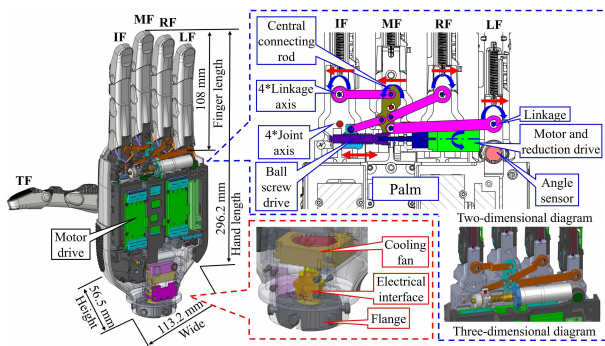 IF
MF
RF
LF
TF
108 mm
Finger length
296.2 mm
Hand length
Motor
drive
56.5 mm
Height
113.2 mm
Wide
Central
connecting
rod
IF
MF
RF
LF
4*Linkage
axis
4*Joint
axis
Ball
screw
drive
Palm
Linkage
Motor and
reduction drive
Angle
sensor
Two-dimensional diagram
Cooling
fan
Electrical
interface
Flange
Three-dimensional diagram